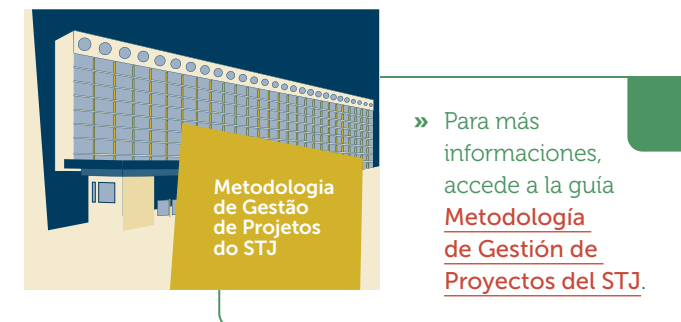 Metodologia
de Gestão
de Projetos
do STJ
» Para más
informaciones,
accede a la guía
Metodología
de Gestión de
Proyectos del STJ.